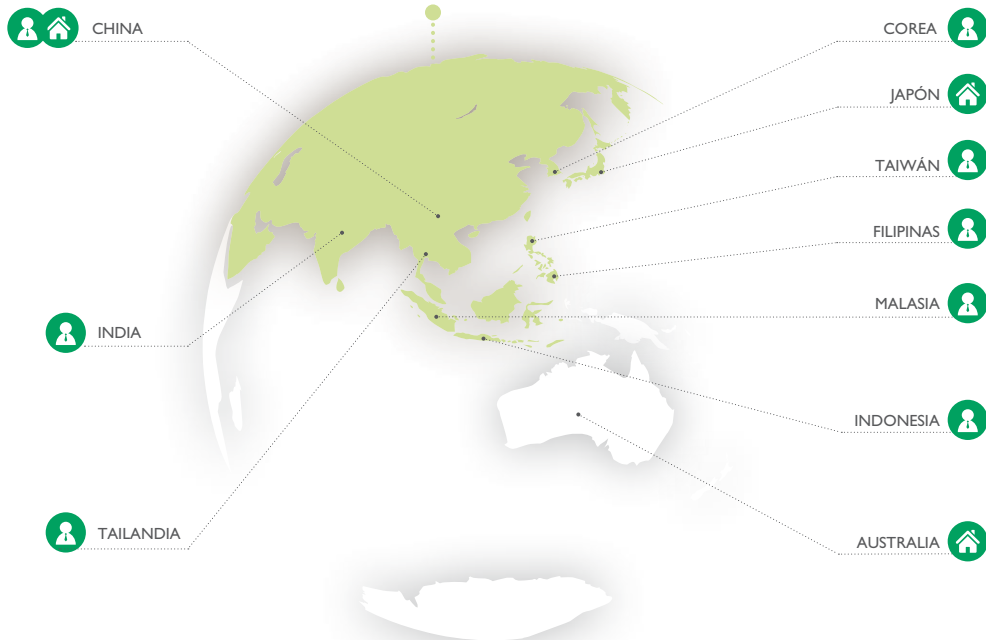 CHINA
COREA
JAPÓN
TAIWÁN
FILIPINAS
MALASIA
INDIA
INDONESIA
TAILANDIA
AUSTRALIA